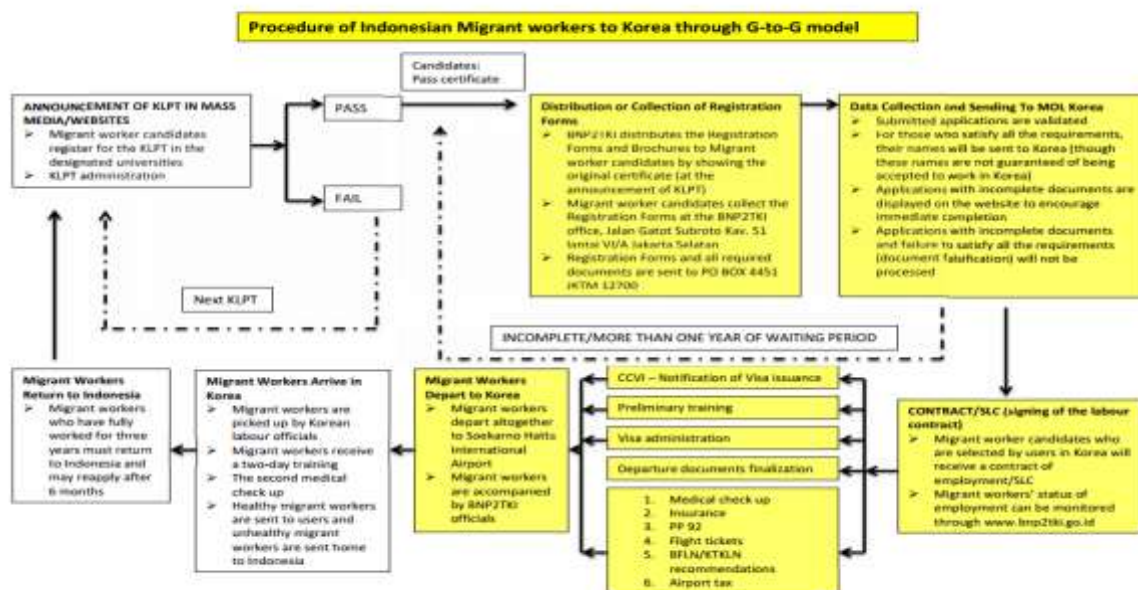 Procedure of Indonesian Migrant workers to Korea through G-to-G model
Candidates:
Pass certificate
ANNOUNCEMENT OF KLPT IN MASS
MEDIA/WEBSITES
➢ Migrant worker candidates
register for the KLPT in the
designated universities
➢ KLPT administration
PASS
FAIL
Next KLPT
Distribution or Collection of Registration
Forms
➢ BNP2TKI distributes the Registration
Forms and Brochures to Migrant
worker candidates by showing the
original certificate (at the
announcement of KLPT)
➢ Migrant worker candidates collect the
Registration Forms at the BNP2TKI
office, Jalan Gatot Subroto Kav. 51
lantai VI/A Jakarta Selatan
➢ Registration Forms and all required
documents are sent to PO BOX 4451
JKTM 12700
Data Collection and Sending To MOL Korea
➢ Submitted applications are validated
➢ For those who satisfy all the requirements,
their names will be sent to Korea (though
these names are not guaranteed of being
accepted to work in Korea)
➢ Applications with incomplete documents are
displayed on the website to encourage
immediate completion
➢ Applications with incomplete documents
and failure to satisfy all the requirements
(document falsification) will not be
processed
INCOMPLETE/MORE THAN ONE YEAR OF WAITING PERIOD
CONTRACT/SLC (signing of the labour
contract)
➢ Migrant worker candidates who
are selected by users in Korea will
receive a contract of
employment/SLC
➢ Migrant workers' status of
employment can be monitored
through www.bnp2tki.go.id
CCVI – Notification of Visa issuance
Preliminary training
Visa administration
Departure documents finalization
1. Medical check up
2. Insurance
3. PP 92
4. Flight tickets
5. BFLN/KTKLN
recommendations
6. Airport tax
Migrant Workers
Depart to Korea
➢ Migrant workers
depart altogether to
Soekarno Hatta
International
Airport
➢ Migrant workers
are accompanied
by BNP2TKI
officials
Migrant Workers Arrive in
Korea
➢ Migrant workers are
picked up by Korean
labour officials
➢ Migrant workers receive
a two-day training
➢ The second medical
check up
➢ Healthy migrant workers
are sent to users and
unhealthy migrant
workers are sent home
to Indonesia
Migrant Workers
Return to Indonesia
➢ Migrant workers
who have fully
worked for three
years must return
to Indonesia and
may reapply after
6 months